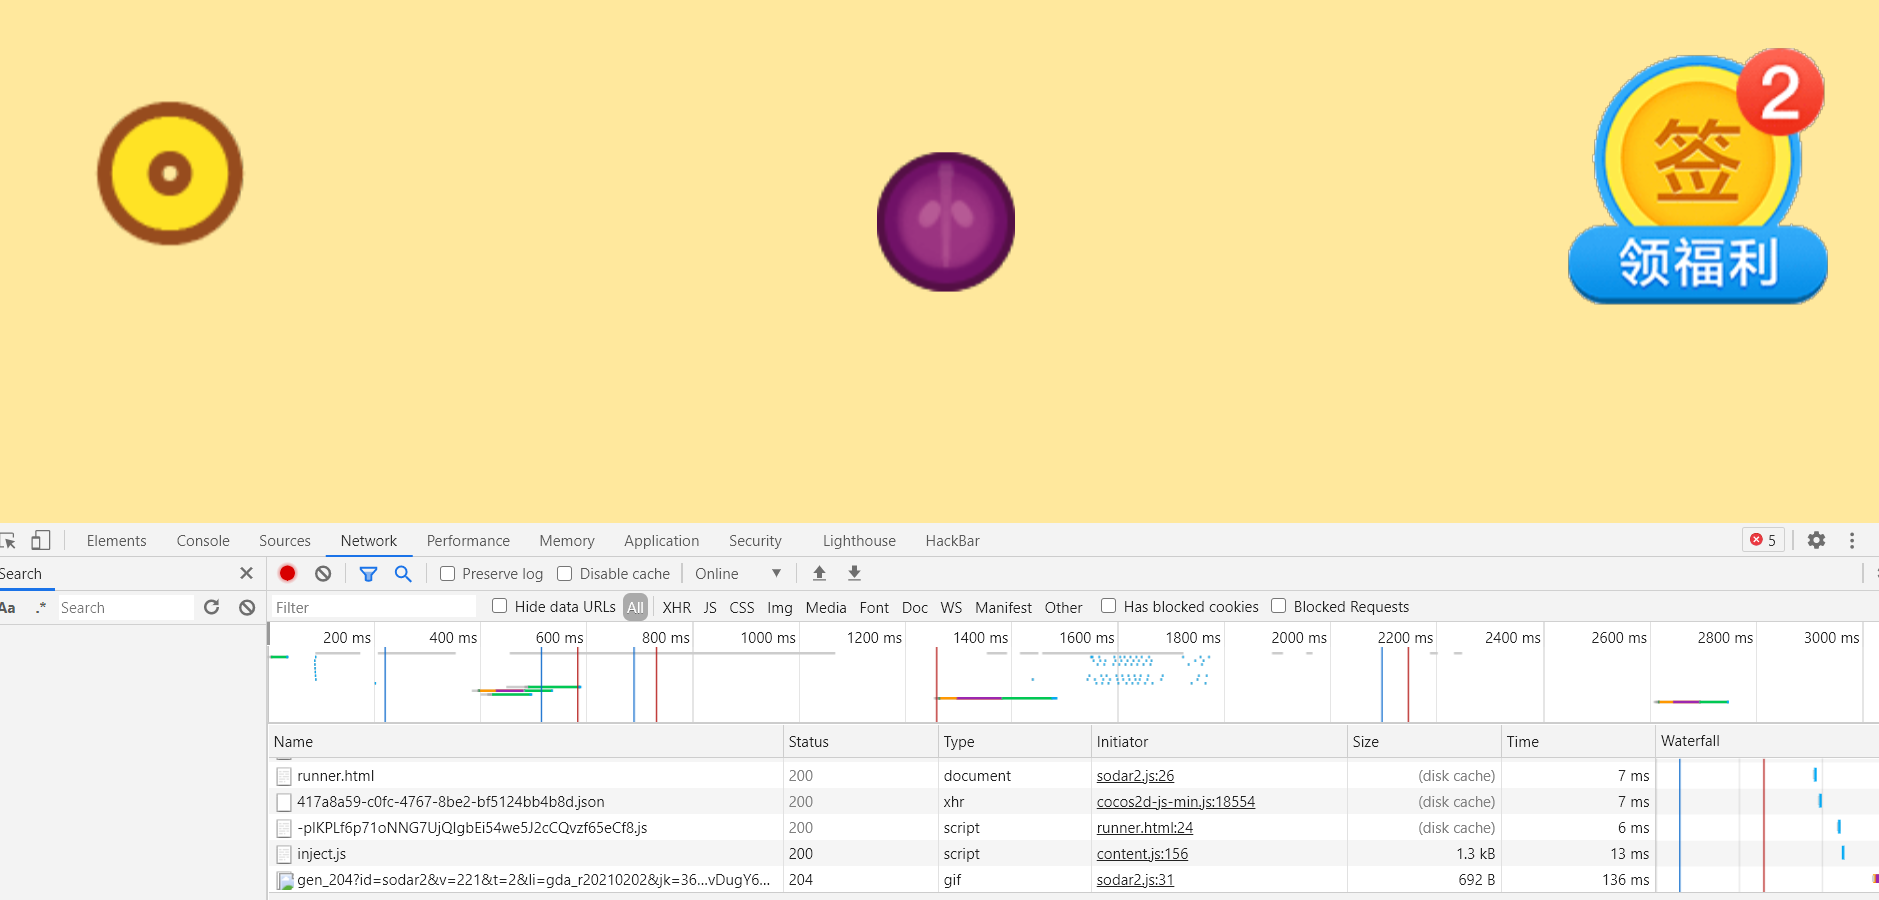 2
签
领福利
Elements Console Sources Network Performance Memory Application Security Lighthouse HackBar 5
Search Preserve log Disable cache Online
Aa .* Search Filter Hide data URLs All XHR JS CSS Img Media Font Doc WS Manifest Other Has blocked cookies Blocked Requests
200 ms 400 ms 600 ms 800 ms 1000 ms 1200 ms 1400 ms 1600 ms 1800 ms 2000 ms 2200 ms 2400 ms 2600 ms 2800 ms 3000 ms
Name Status Type Initiator Size Time Waterfall
runner.html 200 document sodar2.js:26 (disk cache) 7 ms
417a8a59-c0fc-4767-8be2-bf5124bb4b8d.json 200 xhr cocos2d-js-min.js:18554 (disk cache) 7 ms
-pIKPLf6p71oNNG7UjQIgbEi54we5J2cCQvzf65eCf8.js 200 script runner.html:24 (disk cache) 6 ms
inject.js 200 script content.js:156 1.3 kB 13 ms
gen_204?id=sodar2&v=221&t=2&li=gda_r20210202&jk=36...vDugY6... 204 gif sodar2.js:31 692 B 136 ms